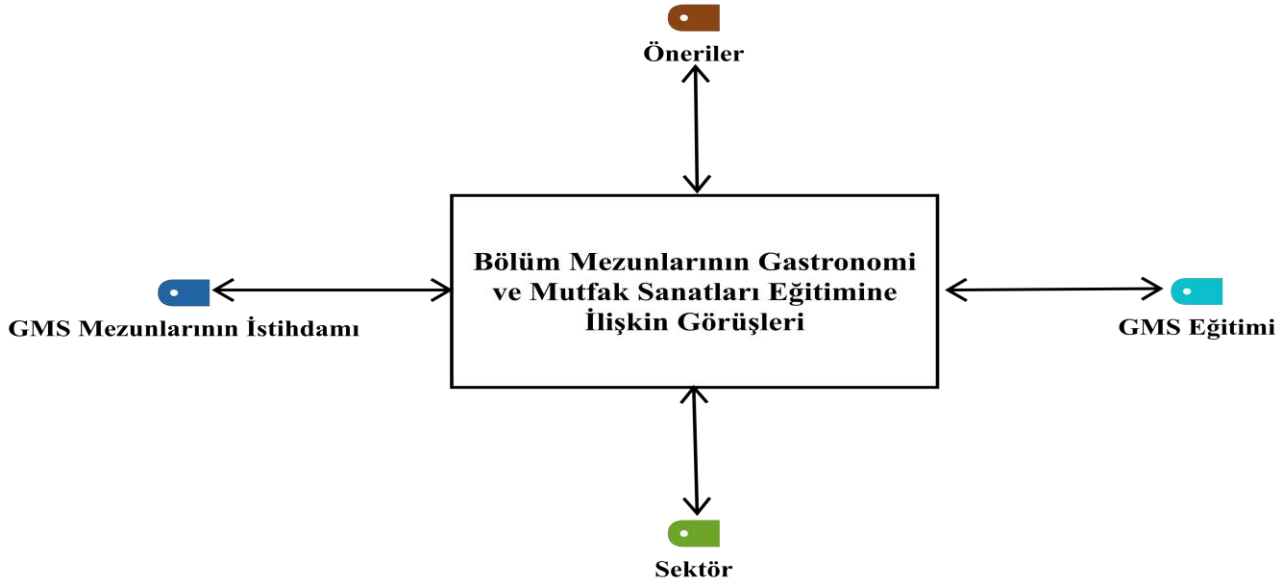 Öneriler
Bölüm Mezunlarının Gastronomi
ve Mutfak Sanatları Eğitimine
İlişkin Görüşleri
GMS Mezunlarının İstihdamı
GMS Eğitimi
Sektör